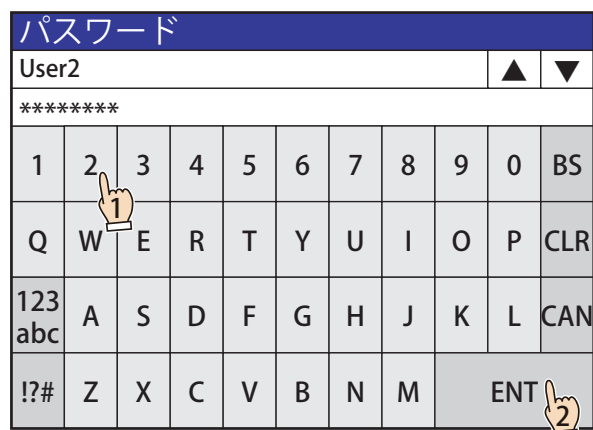 パスワード
User2 ▲ ▼
********
1 2 3 4 5 6 7 8 9 0 BS
1
Q W E R T Y U I O P CLR
123 A S D F G H J K L CAN
abc
!?# Z X C V B N M ENT
2